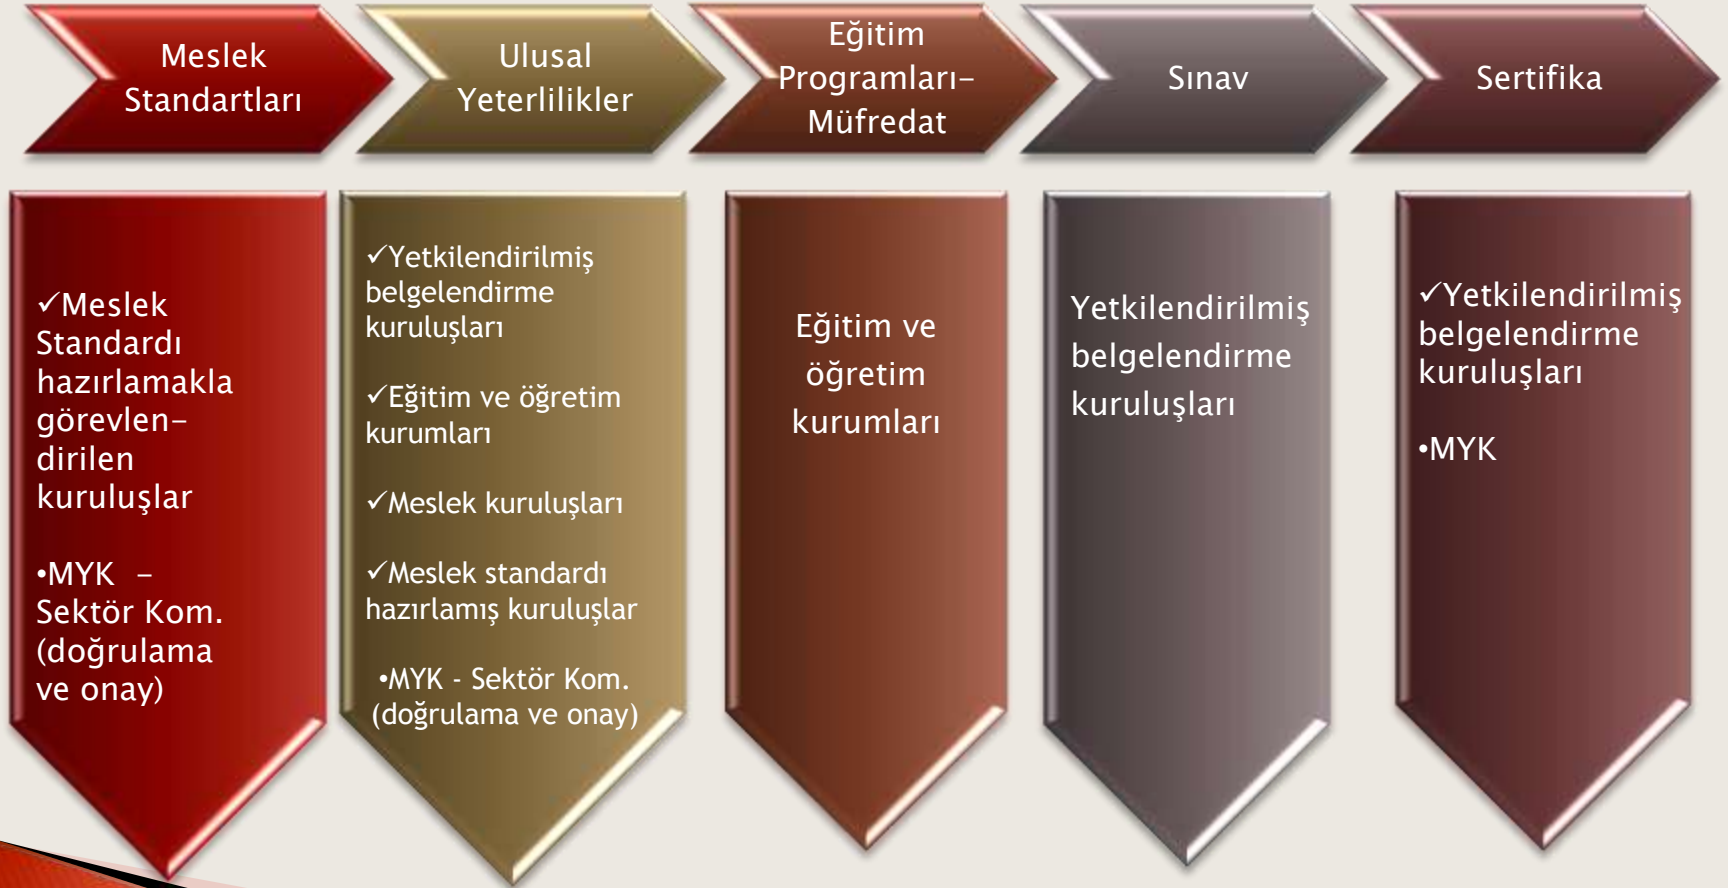 Meslek
Standartları
Ulusal
Yeterlilikler
Eğitim
Programları-
Müfredat
Sınav
Sertifika
✓Meslek
Standardı
hazırlamakla
görevlen-
dirilen
kuruluşlar
•MYK -
Sektör Kom.
(doğrulama
ve onay)
✓Yetkilendirilmiş
belgelendirme
kuruluşları
✓Eğitim ve öğretim
kurumları
✓Meslek kuruluşları
✓Meslek standardı
hazırlamış kuruluşlar
•MYK - Sektör Kom.
(doğrulama ve onay)
Eğitim ve
öğretim
kurumları
Yetkilendirilmiş
belgelendirme
kuruluşları
✓Yetkilendirilmiş
belgelendirme
kuruluşları
•MYK